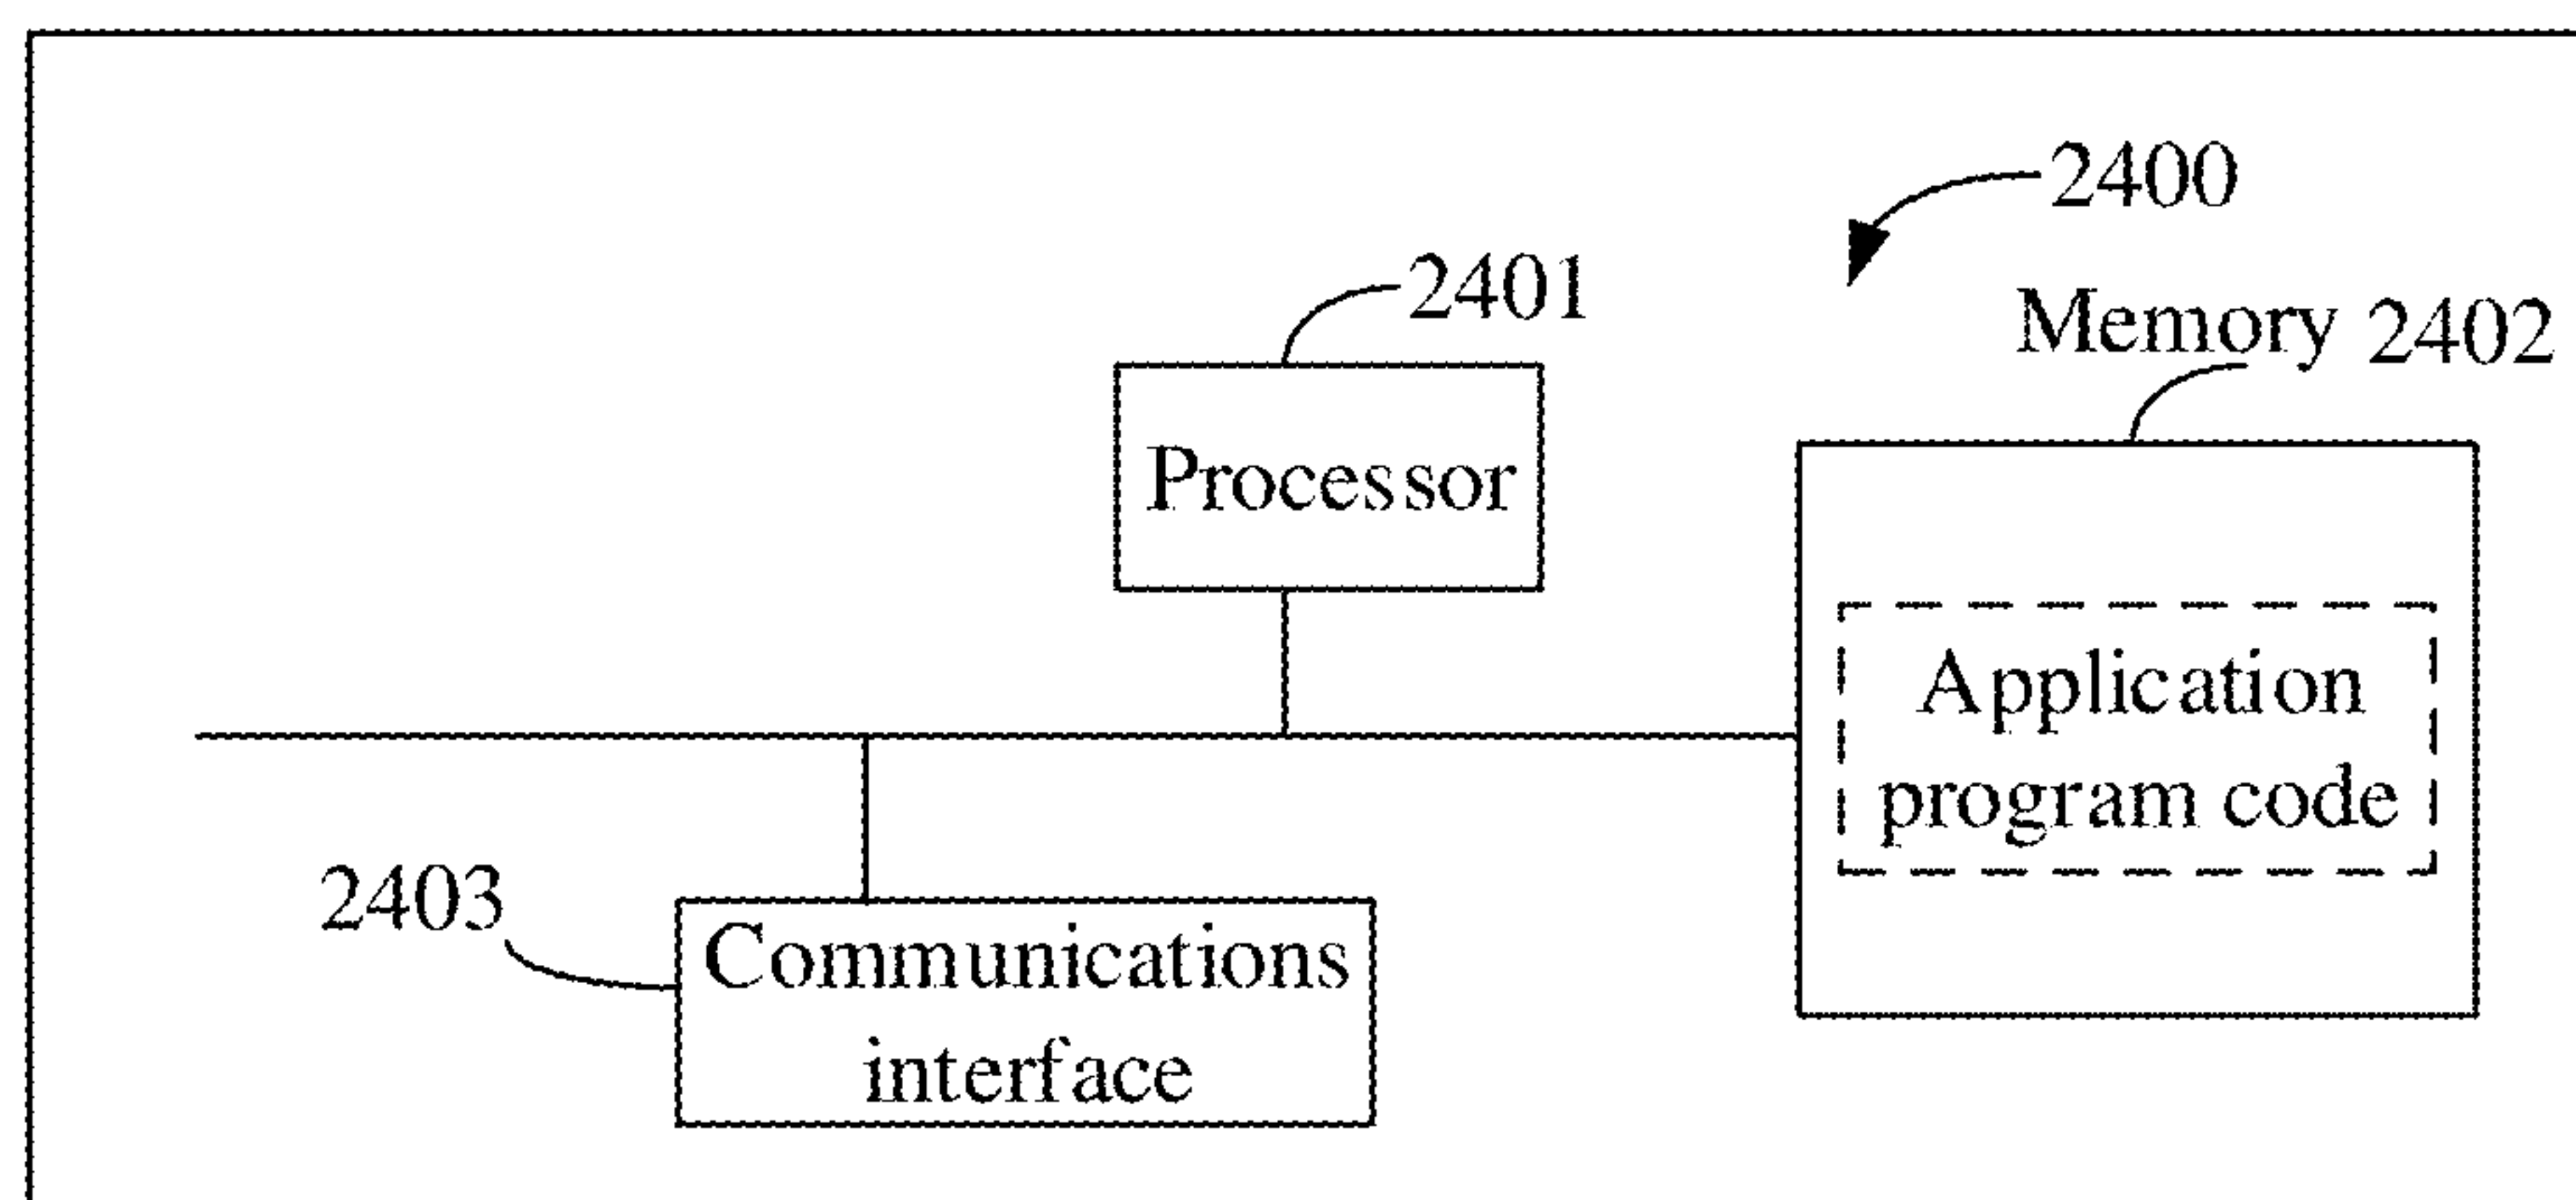 2400
2401
Memory 2402
Processor
Application
program code
2403
Communications
interface